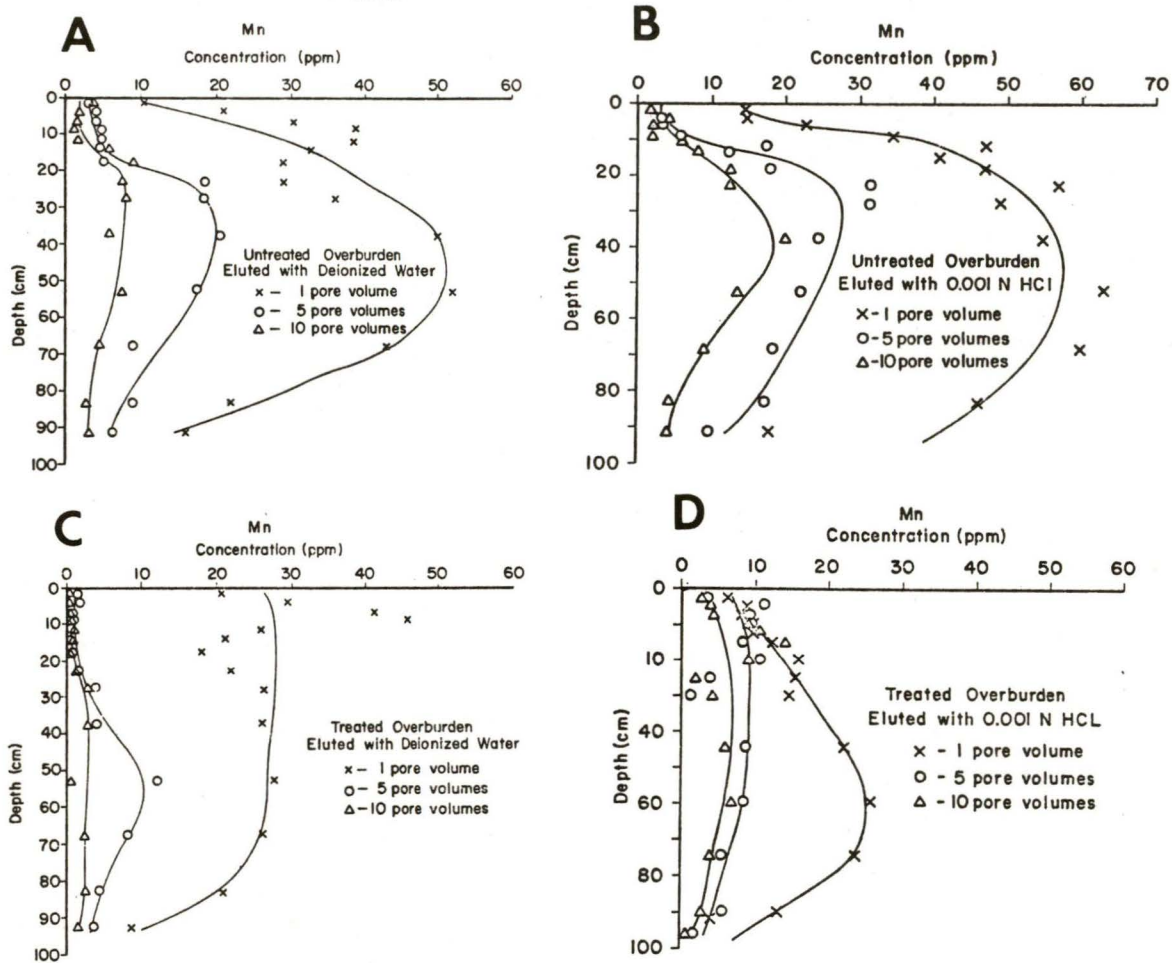 A
Mn
Concentration (ppm)
0 10 20 30 40 50 60
Depth (cm)
0
10
20
30
40
50
60
70
80
90
100
Untreated Overburden
Eluted with Deionized Water
x – 1 pore volume
o – 5 pore volumes
△ – 10 pore volumes
B
Mn
Concentration (ppm)
0 10 20 30 40 50 60 70
Depth (cm)
0
20
40
60
80
100
Untreated Overburden
Eluted with 0.001 N HCl
x - 1 pore volume
o - 5 pore volumes
△ - 10 pore volumes
C
Mn
Concentration (ppm)
0 10 20 30 40 50 60
Depth (cm)
0
10
20
30
40
50
60
70
80
90
100
Treated Overburden
Eluted with Deionized Water
x – 1 pore volume
o – 5 pore volumes
△ – 10 pore volumes
D
Mn
Concentration (ppm)
0 10 20 30 40 50 60
Depth (cm)
0
10
40
60
80
100
Treated Overburden
Eluted with 0.001 N HCL
x - 1 pore volume
o - 5 pore volumes
△ - 10 pore volumes